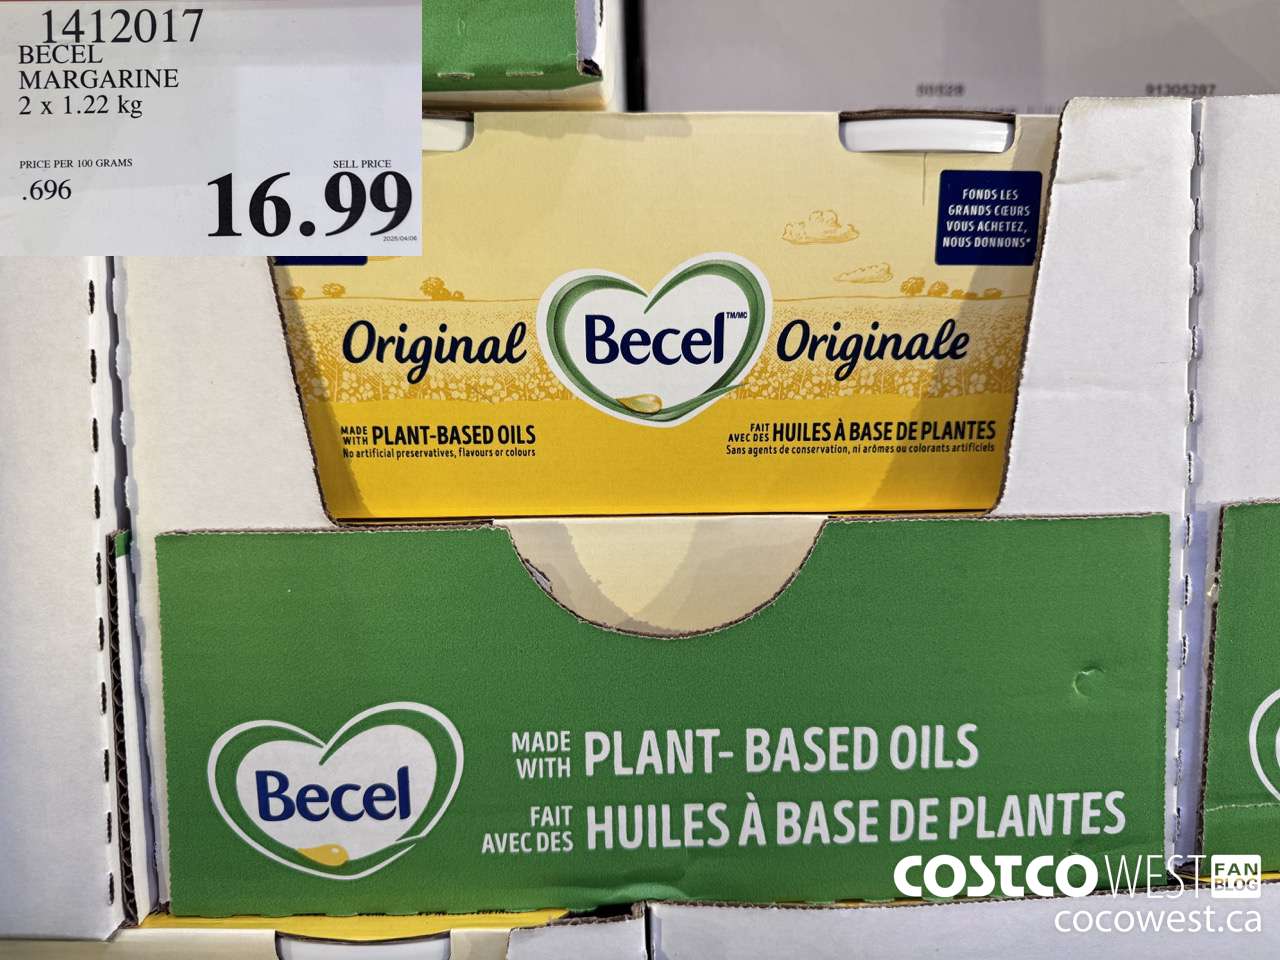 1412017
BECEL
MARGARINE
2 x 1.22 kg
PRICE PER 100 GRAMS
.696
SELL PRICE
16.99
91305287
FONDS LES
GRANDS CŒURS
VOUS ACHETEZ,
NOUS DONNONS*
Original
Becel
TM/MC
Originale
MADE
WITH
PLANT-BASED OILS
No artificial preservatives, flavours or colours
FAIT
AVEC DES
HUILES À BASE DE PLANTES
Sans agents de conservation, ni arômes ou colorants artificiels
Becel
MADE
WITH
PLANT- BASED OILS
FAIT
AVEC DES
HUILES À BASE DE PLANTES
COSTCO WEST FAN
BLOG
cocowest.ca